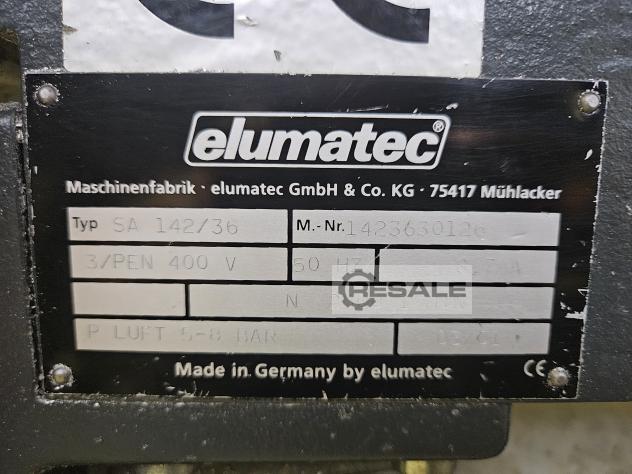 elumatec®
Maschinenfabrik · elumatec GmbH & Co. KG · 75417 Mühlacker
Typ SA 142/36 M.-Nr. 1423630126
3/PEN 400 V 50 HZ
N
RESALE
P LUFT 5-8 BAR
Made in Germany by elumatec CE